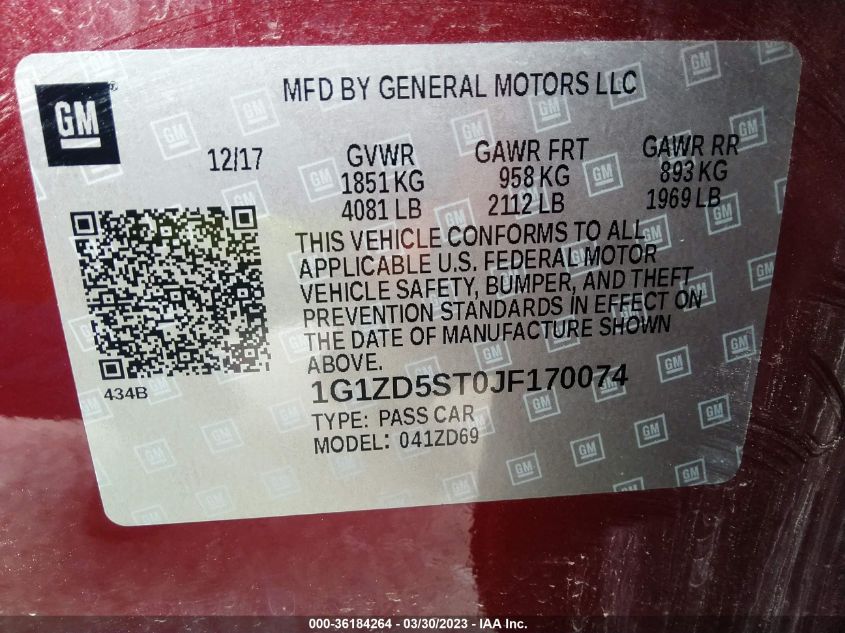 GM
MFD BY GENERAL MOTORS LLC
12/17 GVWR GAWR FRT GAWR RR
1851 KG 958 KG 893 KG
4081 LB 2112 LB 1969 LB
THIS VEHICLE CONFORMS TO ALL
APPLICABLE U.S. FEDERAL MOTOR
VEHICLE SAFETY, BUMPER, AND THEFT
PREVENTION STANDARDS IN EFFECT ON
THE DATE OF MANUFACTURE SHOWN
ABOVE.
434B
1G1ZD5ST0JF170074
TYPE: PASS CAR
MODEL: 041ZD69
000-36184264 - 03/30/2023 - IAA Inc.